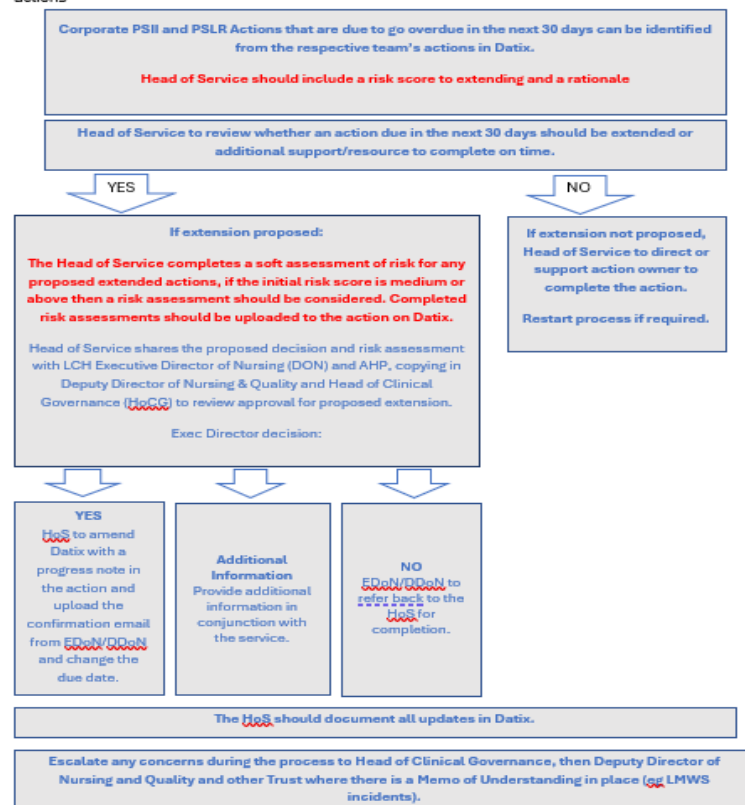 actions
Corporate PSII and PSLR Actions that are due to go overdue in the next 30 days can be identified
from the respective team's actions in Datix.
Head of Service should include a risk score to extending and a rationale
Head of Service to review whether an action due in the next 30 days should be extended or
additional support/resource to complete on time.
YES
NO
If extension proposed:
The Head of Service completes a soft assessment of risk for any
proposed extended actions, if the initial risk score is medium or
above then a risk assessment should be considered. Completed
risk assessments should be uploaded to the action on Datix.
Head of Service shares the proposed decision and risk assessment
with LCH Executive Director of Nursing (DON) and AHP, copying in
Deputy Director of Nursing & Quality and Head of Clinical
Governance (HoCG) to review approval for proposed extension.
Exec Director decision:
If extension not proposed,
Head of Service to direct or
support action owner to
complete the action.
Restart process if required.
YES
HoS to amend
Datix with a
progress note in
the action and
upload the
confirmation email
from EDoN/DDoN
and change the
due date.
Additional
Information
Provide additional
information in
conjunction with
the service.
NO
EDoN/DDoN to
refer back to the
HoS for
completion.
The HoS should document all updates in Datix.
Escalate any concerns during the process to Head of Clinical Governance, then Deputy Director of
Nursing and Quality and other Trust where there is a Memo of Understanding in place (eg LMWS
incidents).